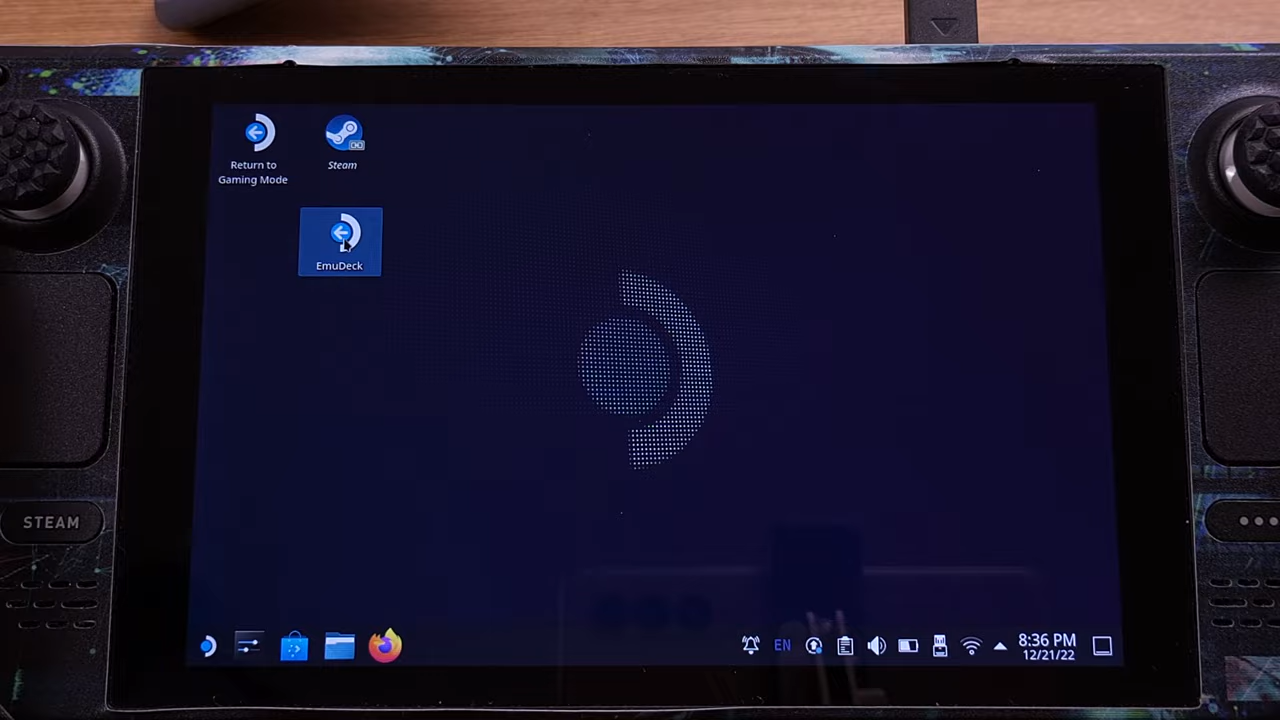 Return to
Gaming Mode
Steam
EmuDeck
STEAM
EN
8:36 PM
12/21/22